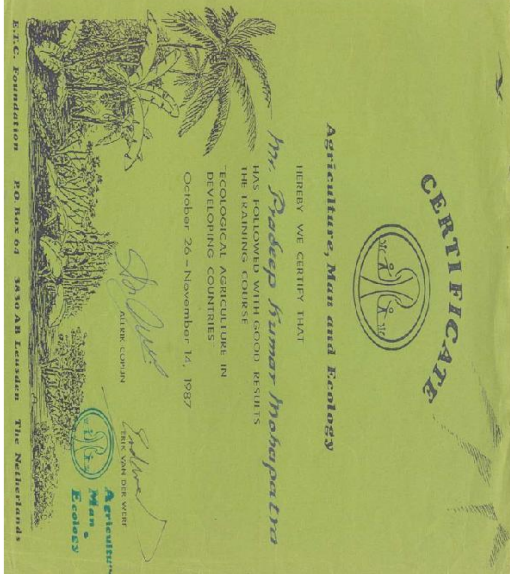 CERTIFICATE
Agriculture, Man and Ecology
HEREBY WE CERTIFY THAT
Mr. Pradeep Kumar Mohapatra
HAS FOLLOWED WITH GOOD RESULTS
THE TRAINING COURSE
"ECOLOGICAL AGRICULTURE IN
DEVELOPING COUNTRIES
October 26-November 14, 1987
ERIK VAN DER WERF
Agriculture
Man &
Ecology
E.T.C. Foundation P.O. Box 64 3830 AB Leusden The Netherlands